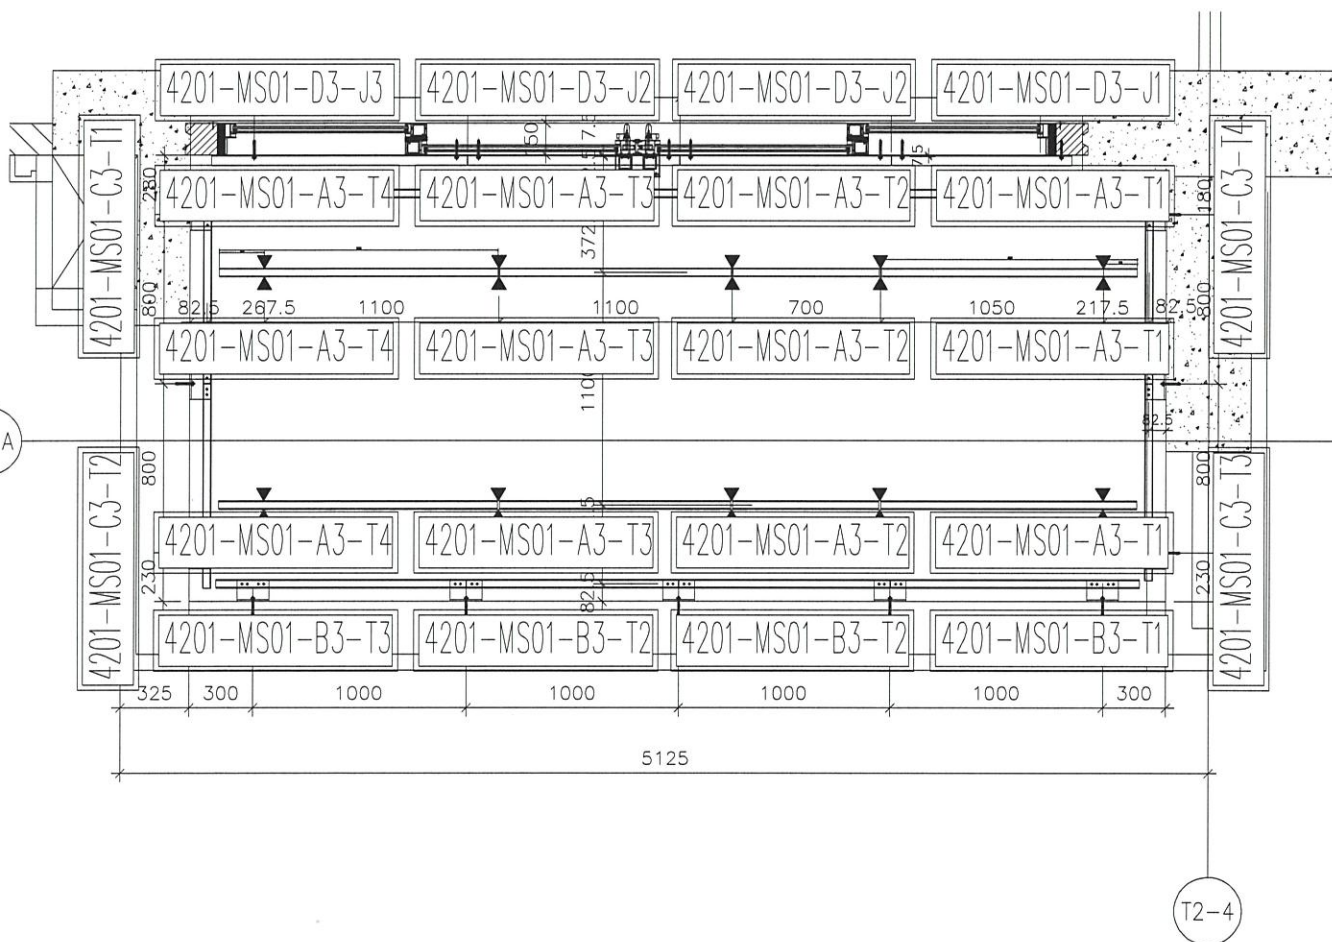 4201-MS01-D3-J3 4201-MS01-D3-J2 4201-MS01-D3-J2 4201-MS01-D3-J1
4201-MS01-C3-T1
4201-MS01-C3-T4
50 7.5
7.5
4201-MS01-A3-T4 4201-MS01-A3-T3 4201-MS01-A3-T2 4201-MS01-A3-T1
280
180
372
800 82.5 267.5 1100 1100 700 1050 217.5 82.5 800
4201-MS01-A3-T4 4201-MS01-A3-T3 4201-MS01-A3-T2 4201-MS01-A3-T1
1100
82.5
A
4201-MS01-C3-T2
4201-MS01-C3-T3
800
800
4201-MS01-A3-T4 4201-MS01-A3-T3 4201-MS01-A3-T2 4201-MS01-A3-T1
230
82.5
230
4201-MS01-B3-T3 4201-MS01-B3-T2 4201-MS01-B3-T2 4201-MS01-B3-T1
325 300 1000 1000 1000 1000 300
5125
T2-4